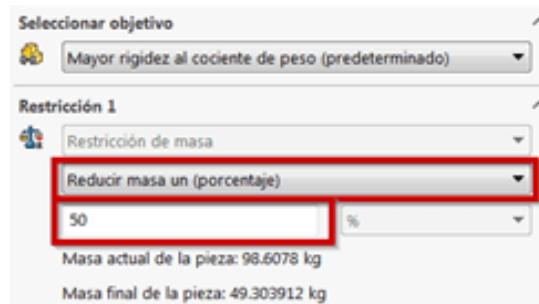 Seleccionar objetivo
Mayor rigidez al cociente de peso (predeterminado)
Restricción 1
Restricción de masa
Reducir masa un (porcentaje)
50 %
Masa actual de la pieza: 98.6078 kg
Masa final de la pieza: 49.303912 kg